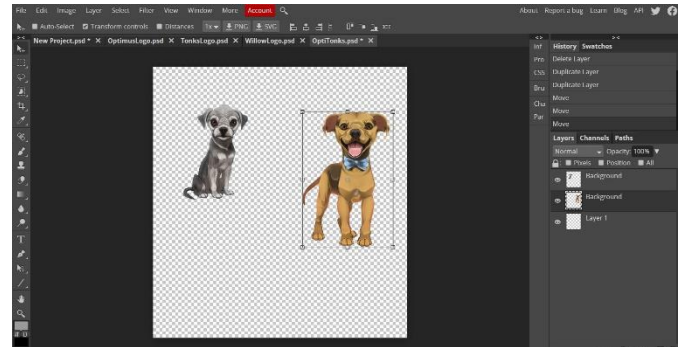 File Edit Image Layer Select Filter View Window More Account About Report a bug Learn Blog API
Auto-Select Transform controls Distances 1x PNG SVG
New Project.psd * OptimusLogo.psd TonksLogo.psd WillowLogo.psd OptiTonks.psd *
Inf
Pro
CSS
Bru
Cha
Par
History Swatches
Delete Layer
Duplicate Layer
Duplicate Layer
Move
Move
Move
Layers Channels Paths
Normal Opacity: 100%
Pixels Position All
Background
Background
Layer 1